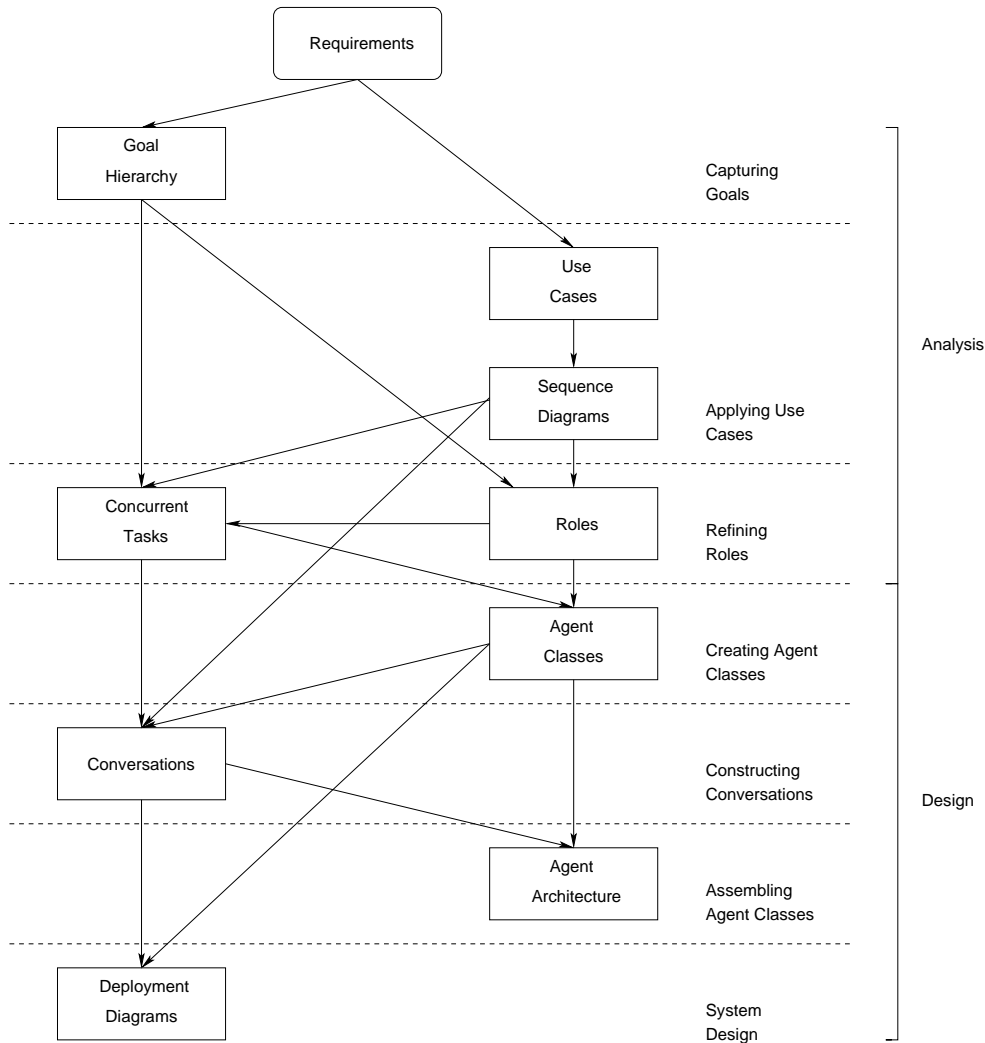 Requirements
Goal
Hierarchy
Capturing
Goals
Use
Cases
Analysis
Sequence
Diagrams
Applying Use
Cases
Concurrent
Tasks
Roles
Refining
Roles
Agent
Classes
Creating Agent
Classes
Conversations
Constructing
Conversations
Design
Agent
Architecture
Assembling
Agent Classes
Deployment
Diagrams
System
Design